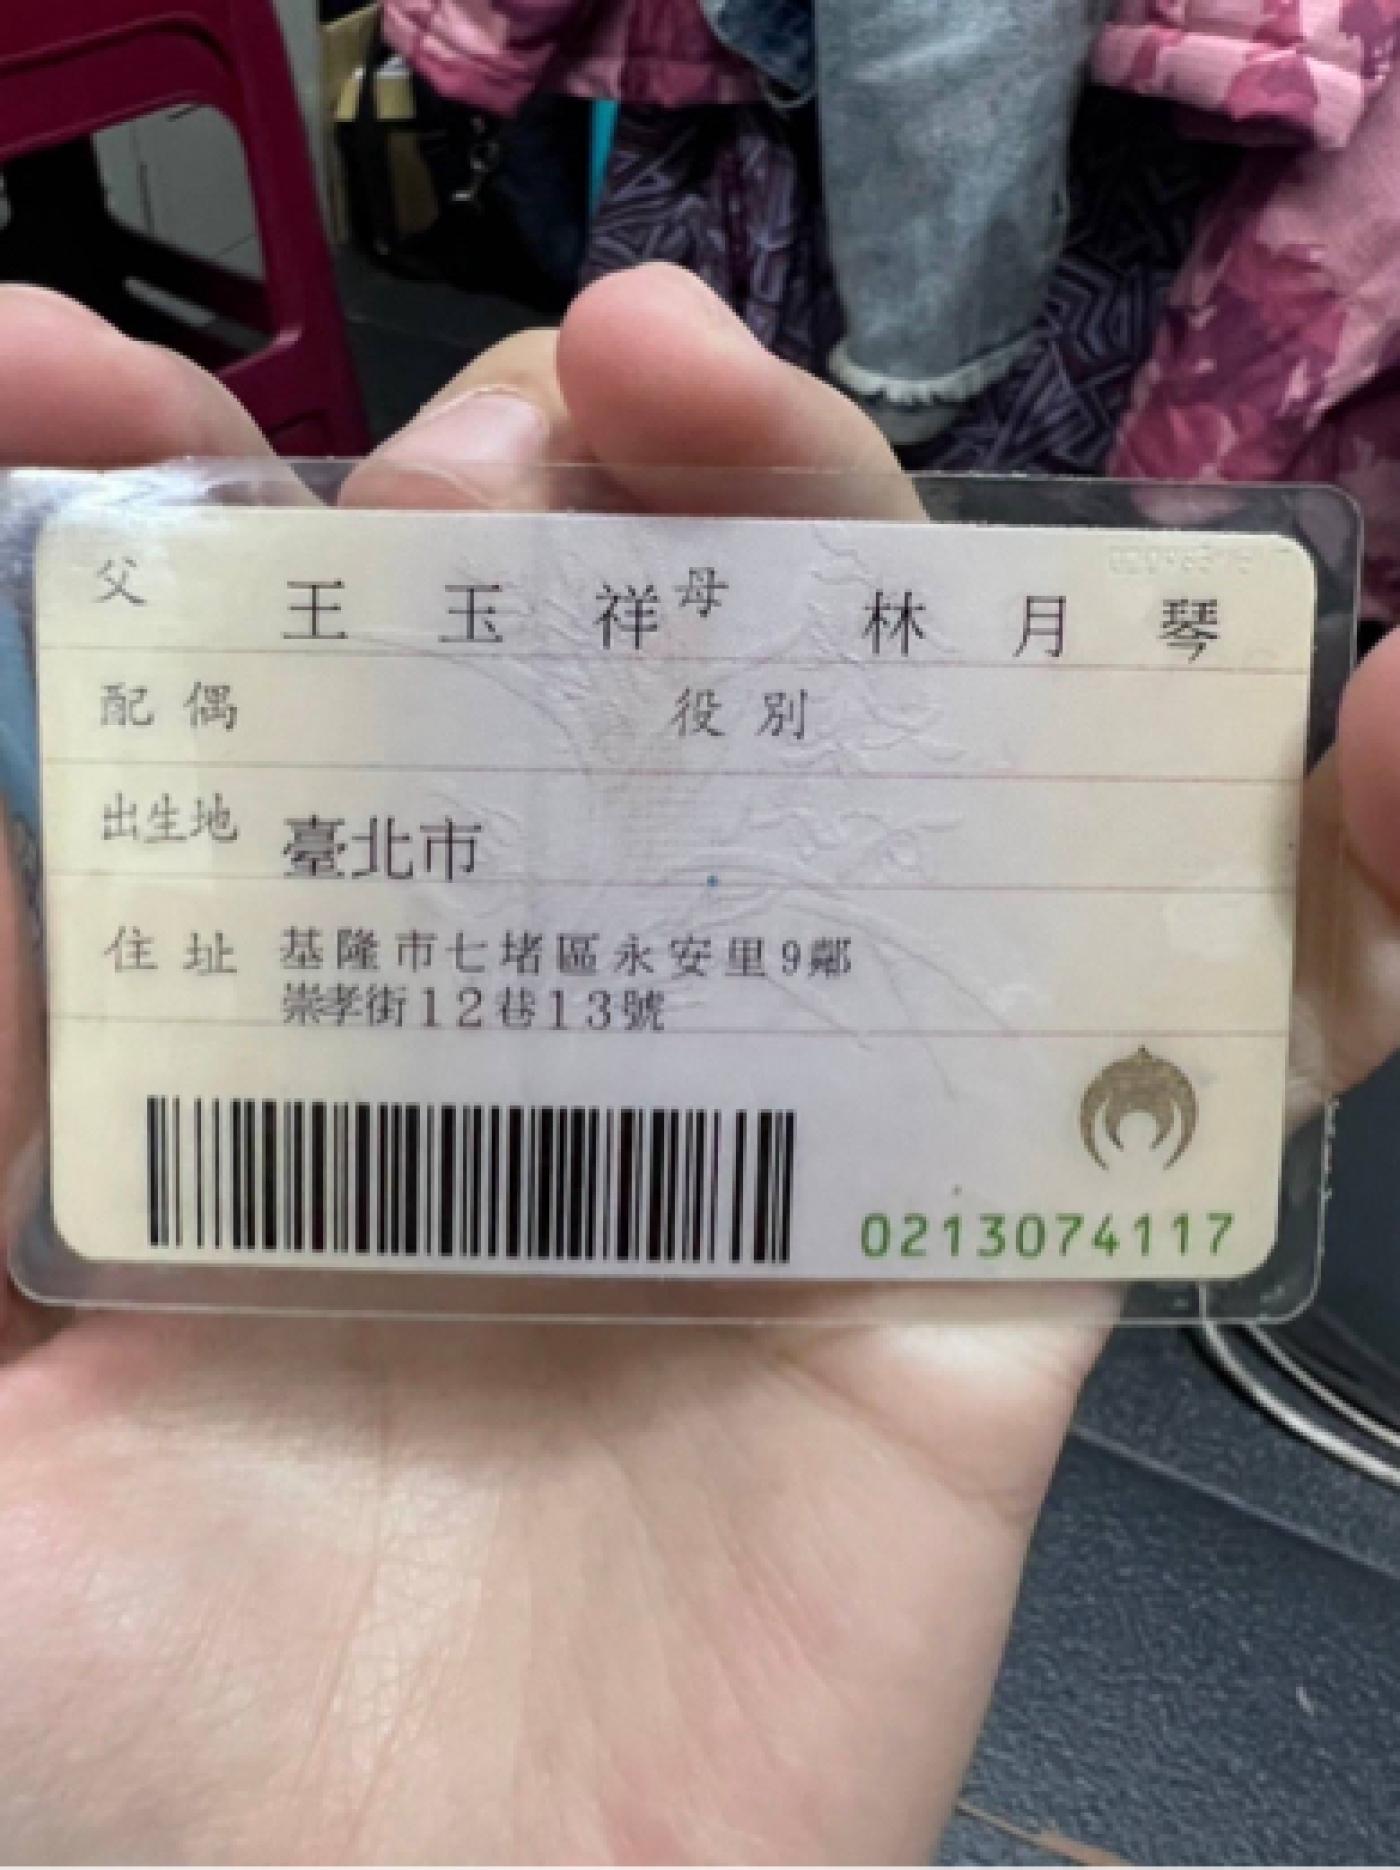 父 王玉祥 母 林月琴
配偶 役別
出生地 臺北市
住址 基隆市七堵區永安里9鄰
崇孝街12巷13號
0213074117